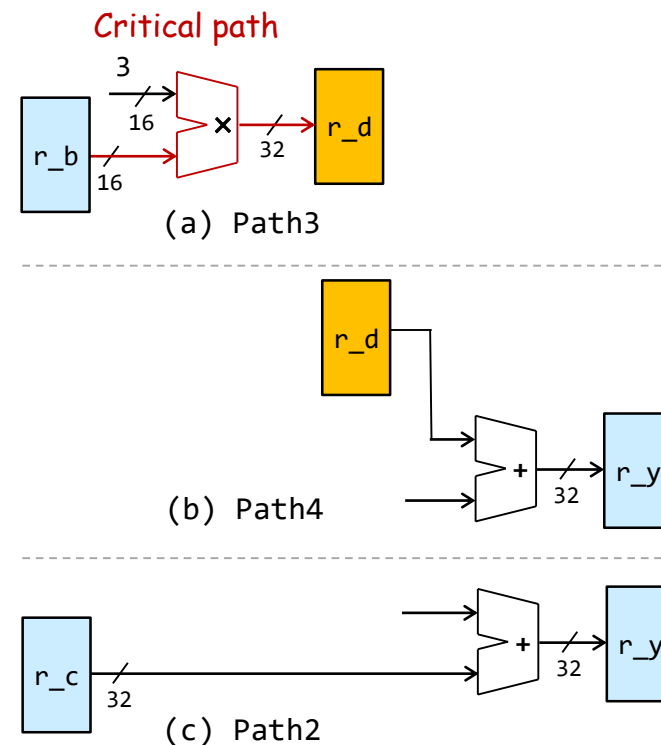 Critical path
3
16
r_b
16
×
32
r_d
(a) Path3
r_d
+
32
r_y
(b) Path4
r_c
32
+
32
r_y
(c) Path2